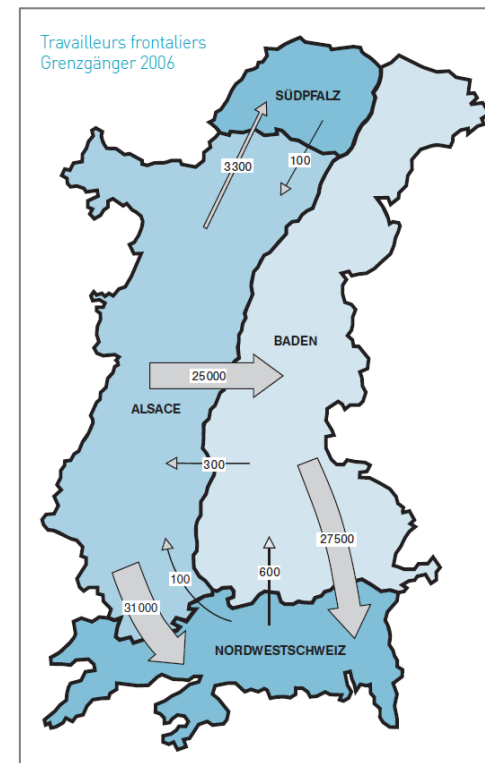 Travailleurs frontaliers
Grenzgänger 2006
SÜDPFALZ
3300
100
BADEN
25000
ALSACE
300
27500
100
600
31000
NORDWESTSCHWEIZ